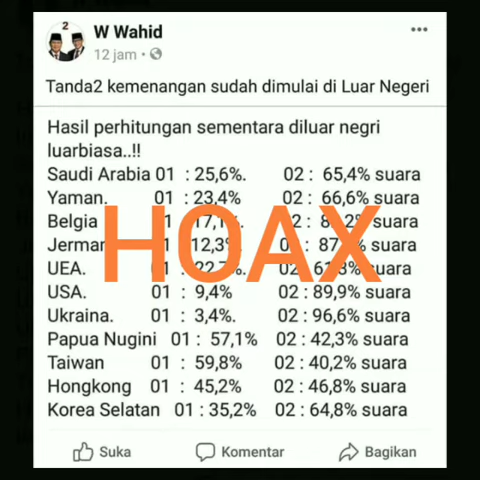 2
W Wahid
12 jam
Tanda2 kemenangan sudah dimulai di Luar Negeri
Hasil perhitungan sementara diluar negri
luarbiasa..!!
Saudi Arabia 01 : 25,6%. 02 : 65,4% suara
Yaman. 01 : 23,4% 02 : 66,6% suara
Belgia 01 : 17,1%. 02 : suara
Jerman 01 : 12,3% 02 : suara
UEA. 01 : 02 : suara
USA. 01 : 9,4% 02 : 89,9% suara
Ukraina. 01 : 3,4%. 02 : 96,6% suara
Papua Nugini 01 : 57,1% 02 : 42,3% suara
Taiwan 01 : 59,8% 02 : 40,2% suara
Hongkong 01 : 45,2% 02 : 46,8% suara
Korea Selatan 01 : 35,2% 02 : 64,8% suara
HOAX
Suka Komentar Bagikan